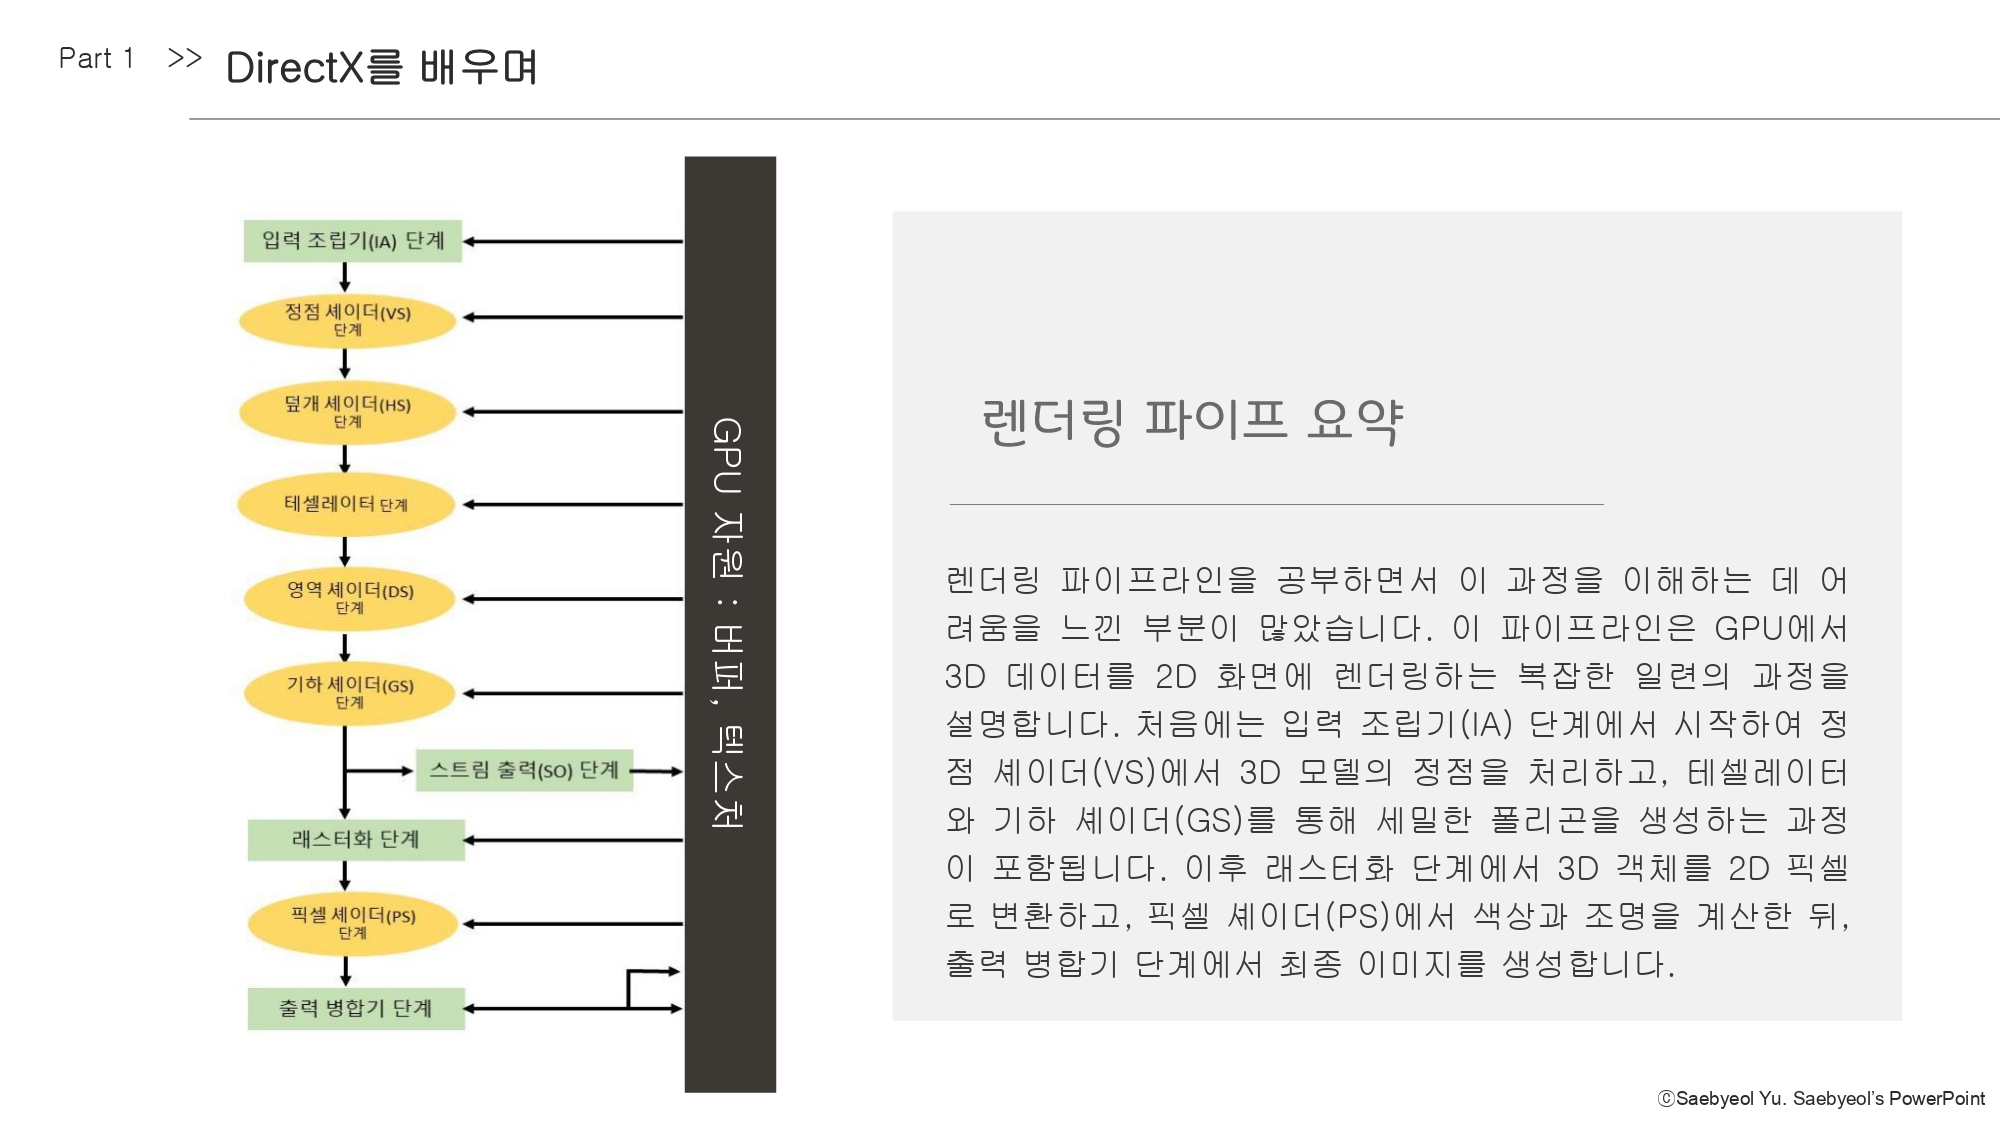 Part 1 >> DirectX를 배우며
입력 조립기(IA) 단계
정점 셰이더(VS)
단계
덮개 셰이더(HS)
단계
테셀레이터 단계
영역 셰이더(DS)
단계
기하 셰이더(GS)
단계
스트림 출력(SO) 단계
래스터화 단계
픽셀 셰이더(PS)
단계
출력 병합기 단계
GPU 자원 : 버퍼, 텍스처
렌더링 파이프 요약
렌더링 파이프라인을 공부하면서 이 과정을 이해하는 데 어
려움을 느낀 부분이 많았습니다. 이 파이프라인은 GPU에서
3D 데이터를 2D 화면에 렌더링하는 복잡한 일련의 과정을
설명합니다. 처음에는 입력 조립기(IA) 단계에서 시작하여 정
점 셰이더(VS)에서 3D 모델의 정점을 처리하고, 테셀레이터
와 기하 셰이더(GS)를 통해 세밀한 폴리곤을 생성하는 과정
이 포함됩니다. 이후 래스터화 단계에서 3D 객체를 2D 픽셀
로 변환하고, 픽셀 셰이더(PS)에서 색상과 조명을 계산한 뒤,
출력 병합기 단계에서 최종 이미지를 생성합니다.
ⓒSaebyeol Yu. Saebyeol’s PowerPoint